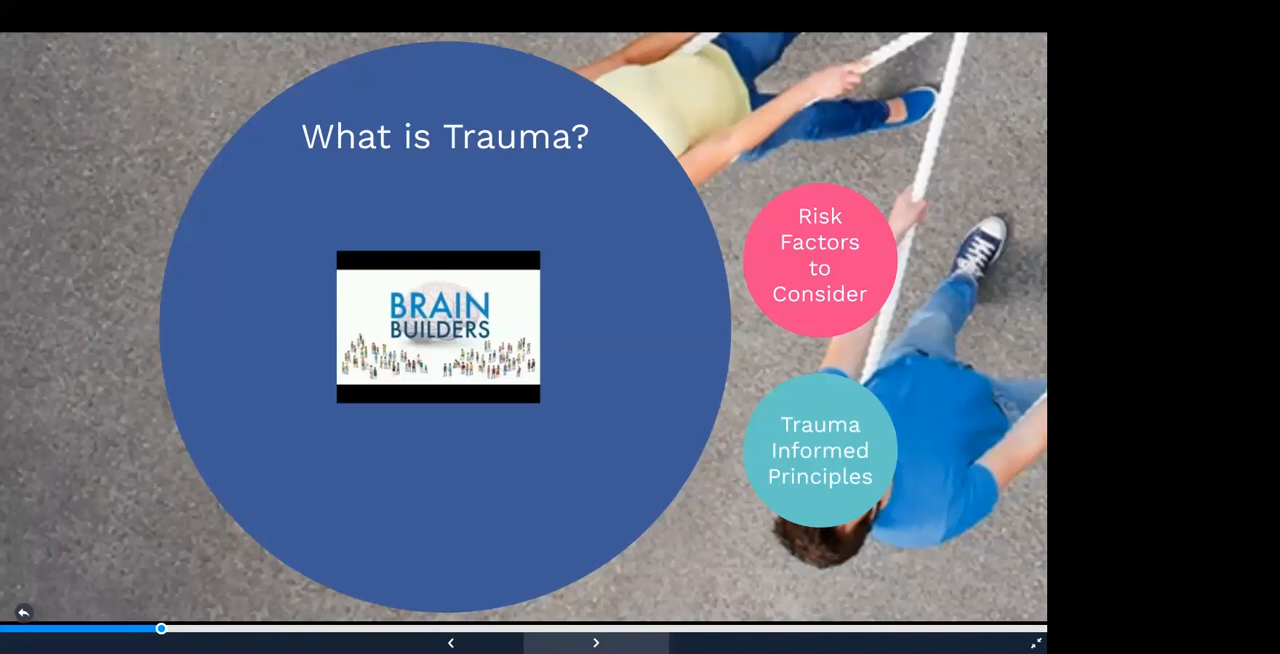 What is Trauma?
BRAIN
BUILDERS
Risk
Factors
to
Consider
Trauma
Informed
Principles